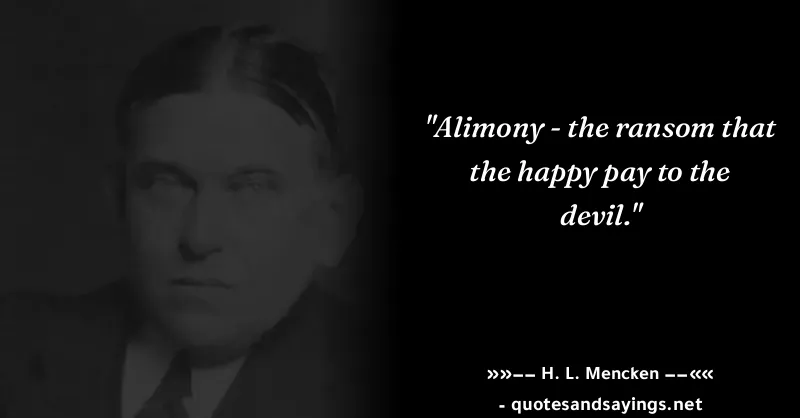 "Alimony - the ransom that
the happy pay to the
devil."
»»–– H. L. Mencken ––««
- quotesandsayings.net